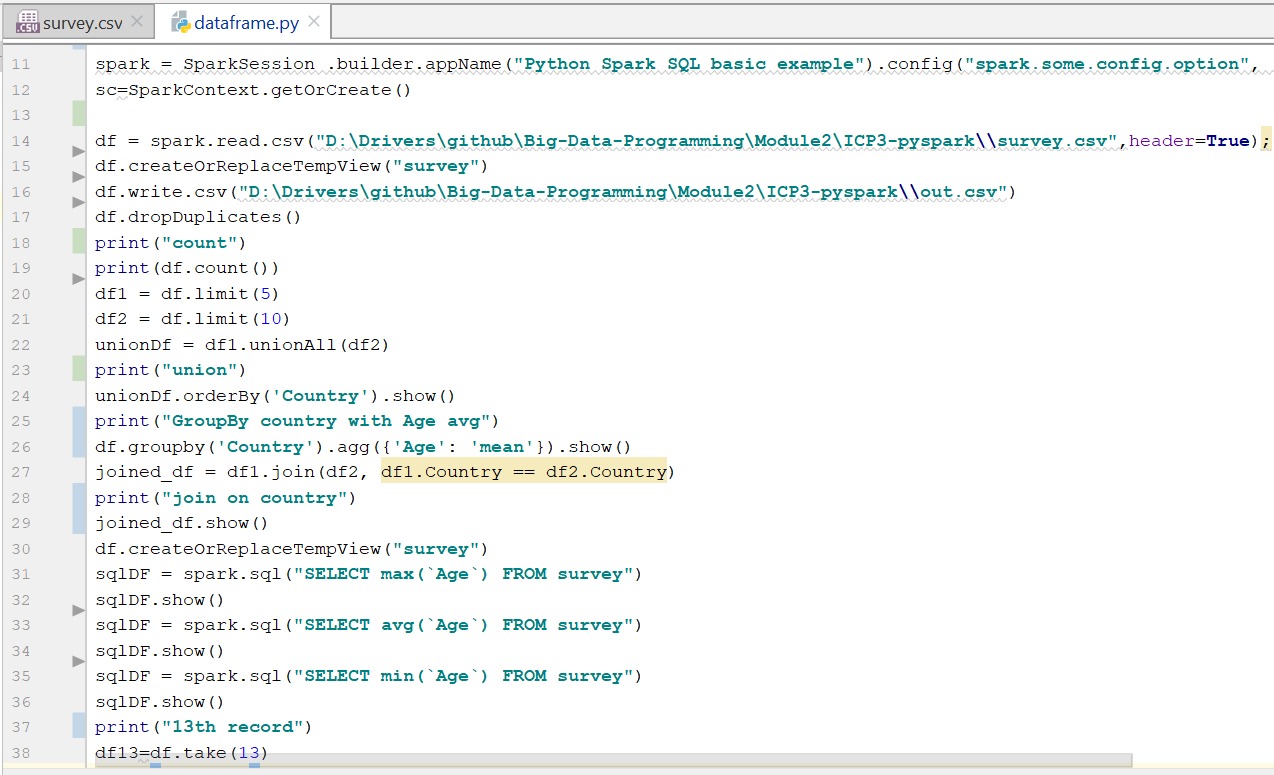 survey.csv
dataframe.py
11 spark = SparkSession .builder.appName("Python Spark SQL basic example").config("spark.some.config.option",
12 sc=SparkContext.getOrCreate()
13
14 df = spark.read.csv("D:\Drivers\github\Big-Data-Programming\Module2\ICP3-pyspark\\survey.csv",header=True);
15 df.createOrReplaceTempView("survey")
16 df.write.csv("D:\Drivers\github\Big-Data-Programming\Module2\ICP3-pyspark\\out.csv")
17 df.dropDuplicates()
18 print("count")
19 print(df.count())
20 df1 = df.limit(5)
21 df2 = df.limit(10)
22 unionDf = df1.unionAll(df2)
23 print("union")
24 unionDf.orderBy('Country').show()
25 print("GroupBy country with Age avg")
26 df.groupby('Country').agg({'Age': 'mean'}).show()
27 joined_df = df1.join(df2, df1.Country == df2.Country)
28 print("join on country")
29 joined_df.show()
30 df.createOrReplaceTempView("survey")
31 sqlDF = spark.sql("SELECT max(`Age`) FROM survey")
32 sqlDF.show()
33 sqlDF = spark.sql("SELECT avg(`Age`) FROM survey")
34 sqlDF.show()
35 sqlDF = spark.sql("SELECT min(`Age`) FROM survey")
36 sqlDF.show()
37 print("13th record")
38 df13=df.take(13)